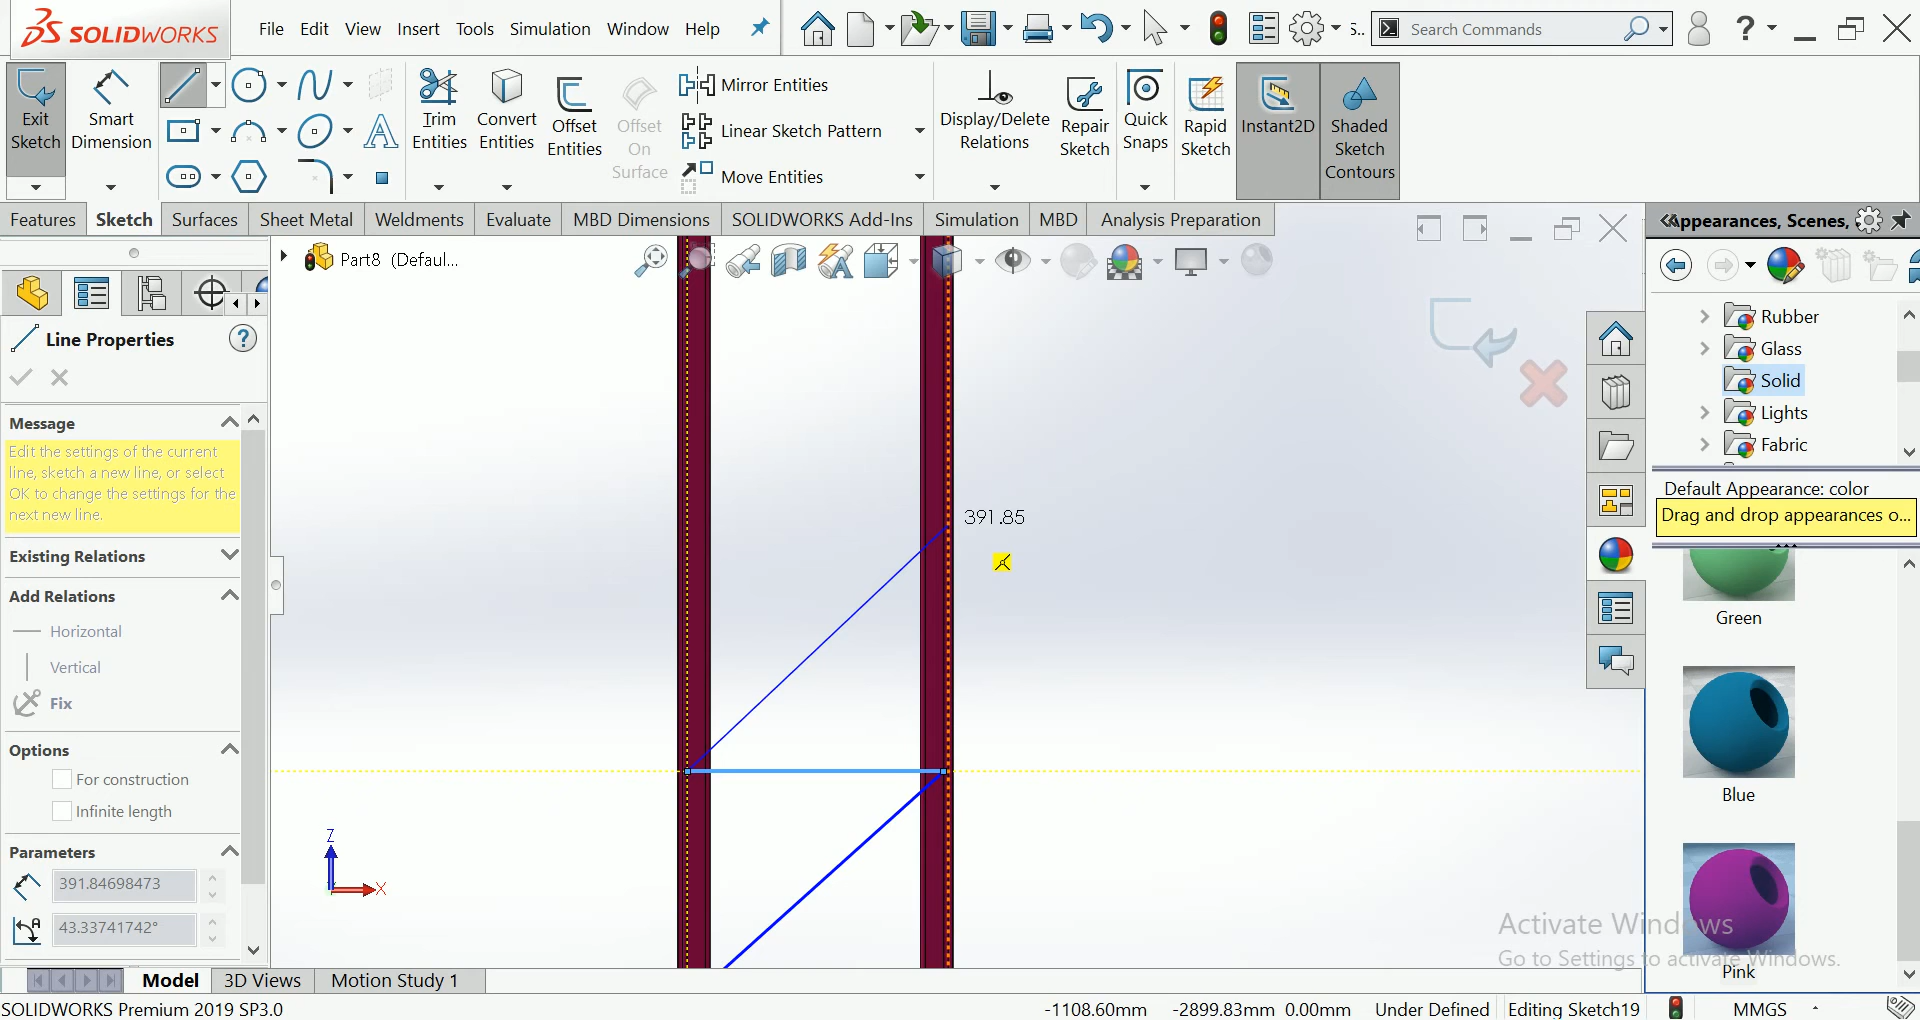 SOLIDWORKS
File Edit View Insert Tools Simulation Window Help
S..
Search Commands
Exit Sketch
Smart Dimension
Trim Entities
Convert Entities
Offset Entities
Offset On Surface
Mirror Entities
Linear Sketch Pattern
Move Entities
Display/Delete Relations
Repair Sketch
Quick Snaps
Rapid Sketch
Instant2D
Shaded Sketch Contours
Features Sketch Surfaces Sheet Metal Weldments Evaluate MBD Dimensions SOLIDWORKS Add-Ins Simulation MBD Analysis Preparation
Appearances, Scenes,
Part8 (Defaul...
Line Properties
Message
Edit the settings of the current
line, sketch a new line, or select
OK to change the settings for the
next new line.
Existing Relations
Add Relations
Horizontal
Vertical
Fix
Options
For construction
Infinite length
Parameters
391.84698473
43.33741742°
391.85
Z
X
Rubber
Glass
Solid
Lights
Fabric
Default Appearance: color
Drag and drop appearances o...
Green
Blue
Pink
Activate Windows
Go to Settings to activate Windows.
Model 3D Views Motion Study 1
SOLIDWORKS Premium 2019 SP3.0
-1108.60mm -2899.83mm 0.00mm Under Defined Editing Sketch19 MMGS